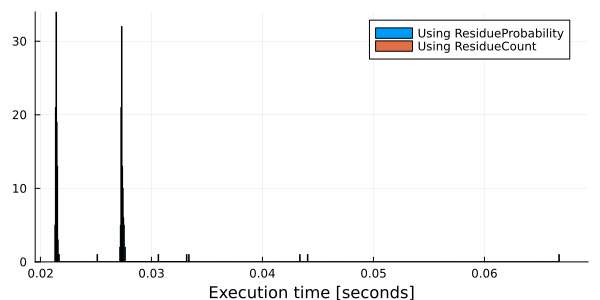 Using ResidueProbability
Using ResidueCount
30
20
10
0
0.02 0.03 0.04 0.05 0.06
Execution time [seconds]